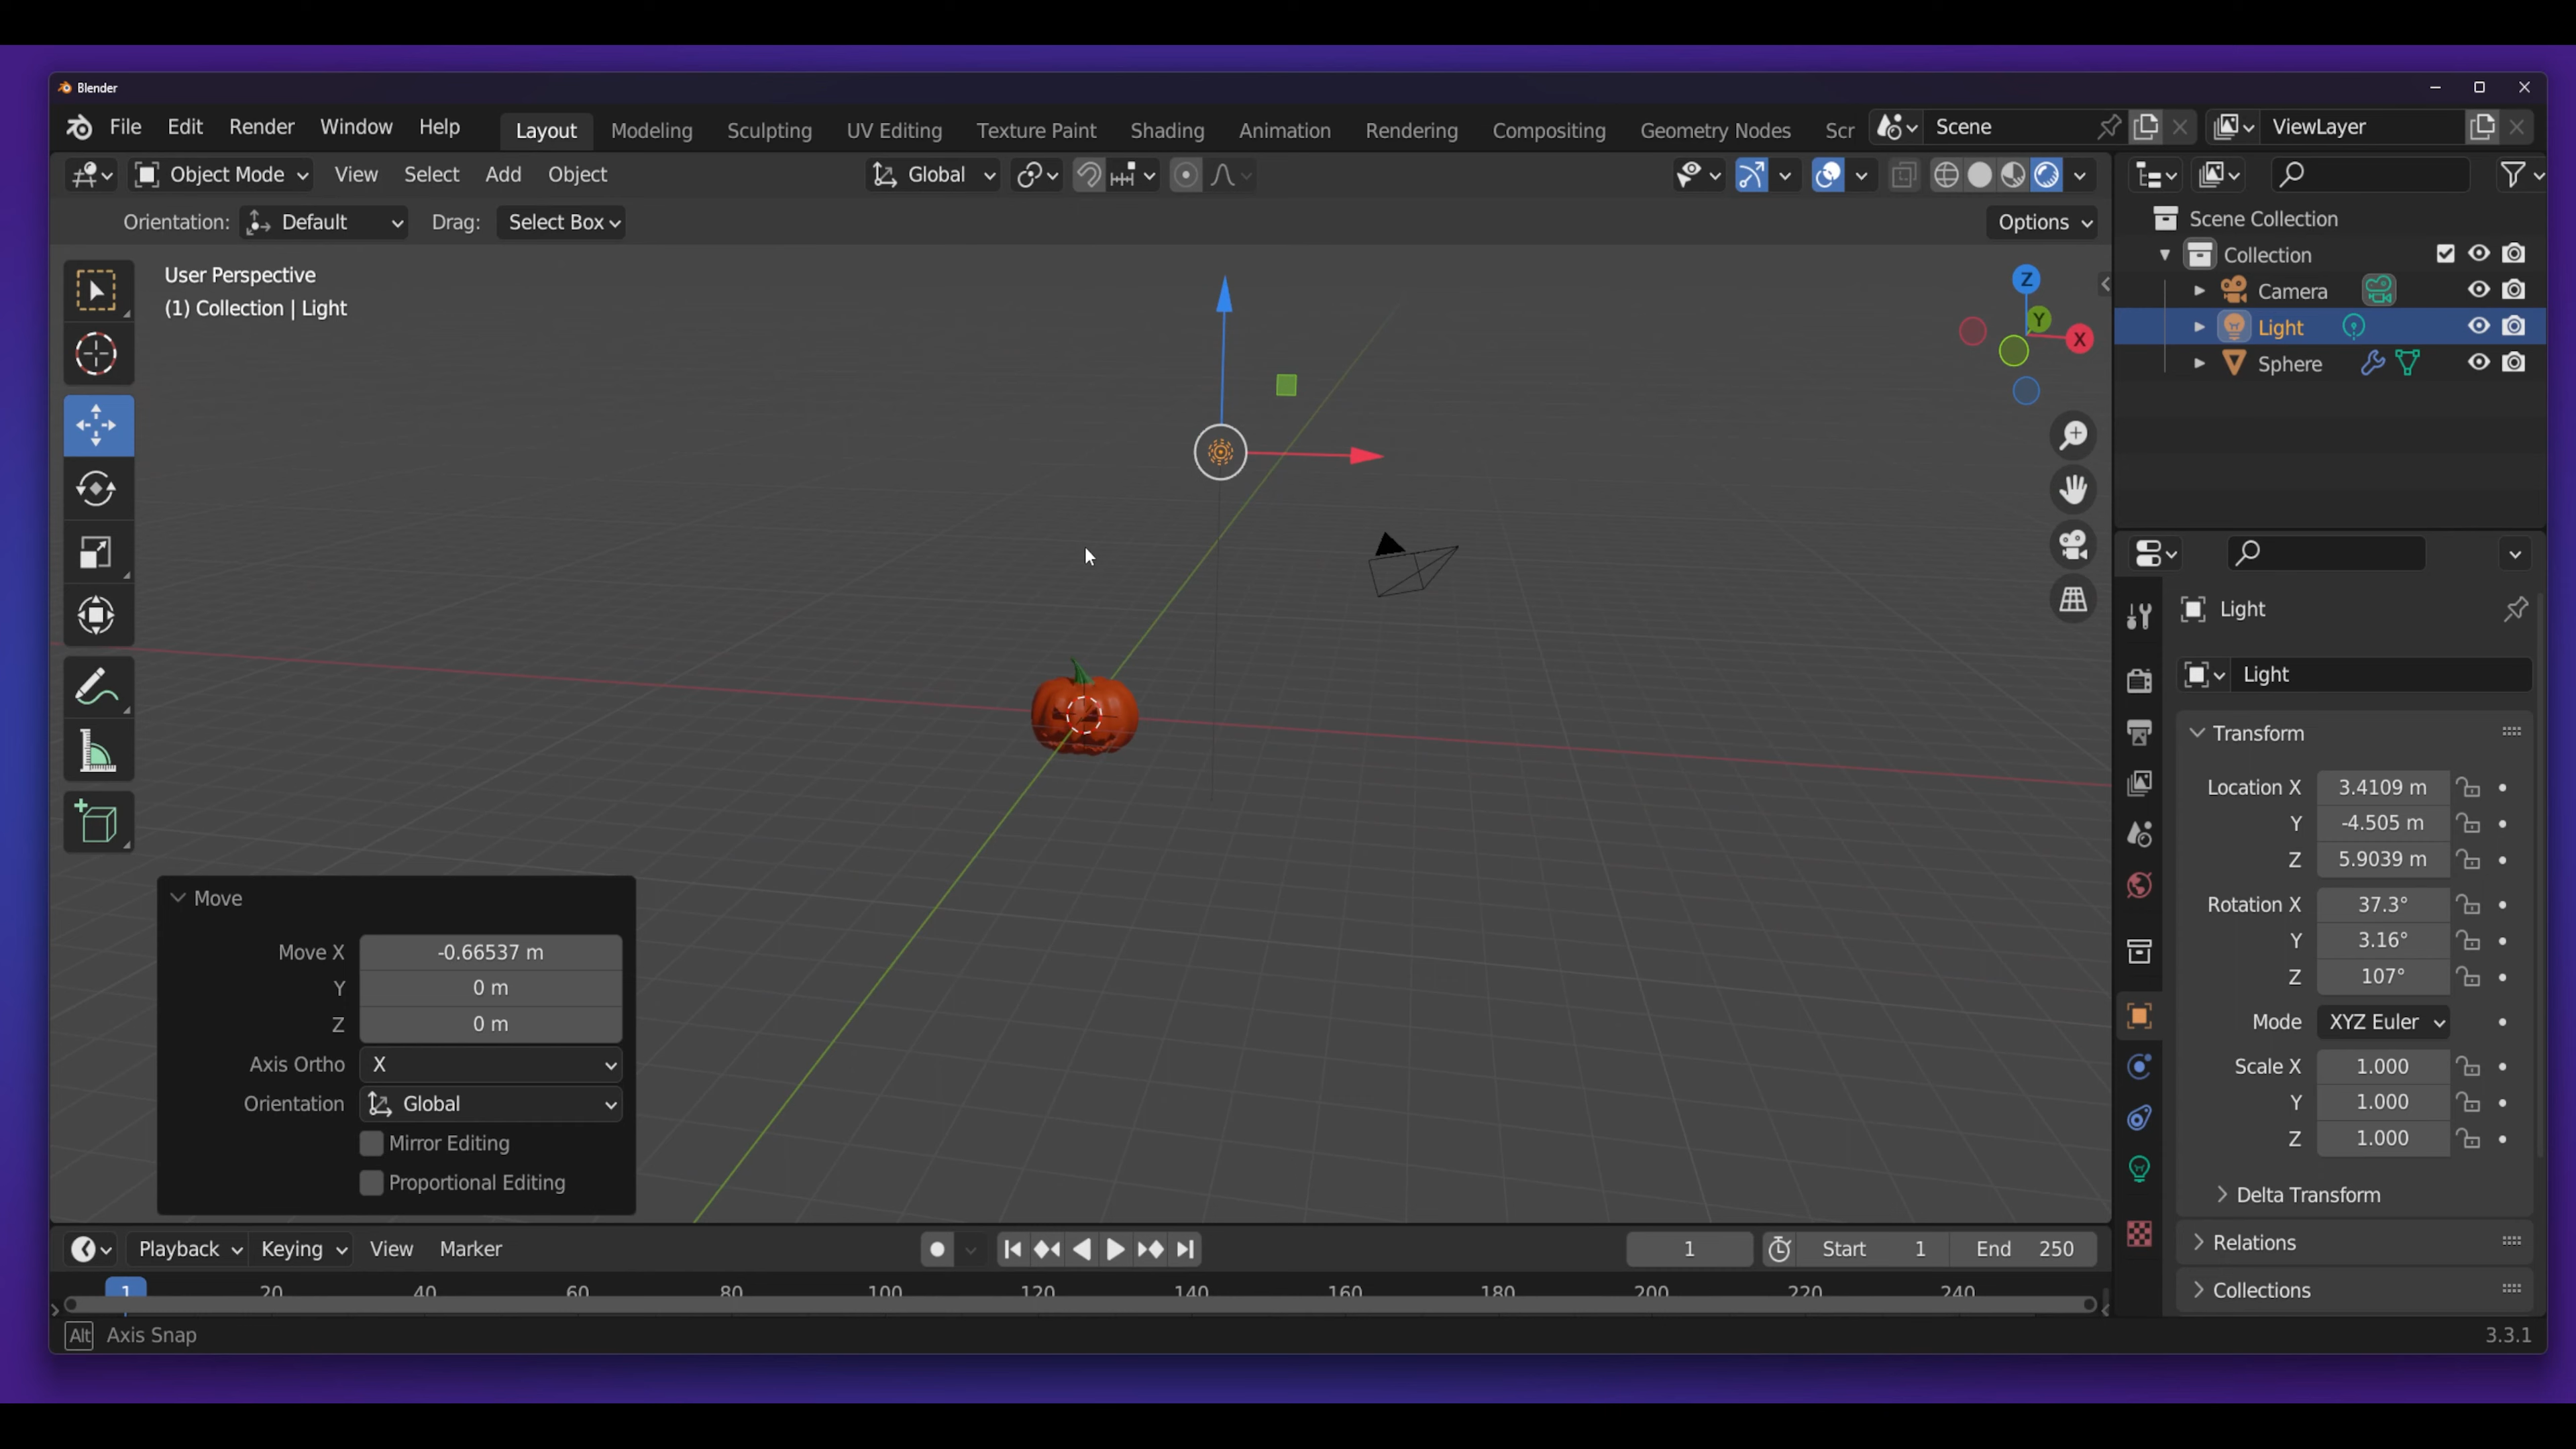 Blender
File Edit Render Window Help Layout Modeling Sculpting UV Editing Texture Paint Shading Animation Rendering Compositing Geometry Nodes Scr Scene ViewLayer
Object Mode View Select Add Object Global
Orientation: Default Drag: Select Box Options
User Perspective
(1) Collection | Light
Z
Y
X
Scene Collection
Collection
Camera
Light
Sphere
Light
Light
Transform
Location X 3.4109 m
Y -4.505 m
Z 5.9039 m
Rotation X 37.3°
Y 3.16°
Z 107°
Mode XYZ Euler
Scale X 1.000
Y 1.000
Z 1.000
Delta Transform
Relations
Collections
Move
Move X -0.66537 m
Y 0 m
Z 0 m
Axis Ortho X
Orientation Global
Mirror Editing
Proportional Editing
Playback Keying View Marker 1 Start 1 End 250
1 20 40 60 80 100 120 140 160 180 200 220 240
Alt Axis Snap 3.3.1